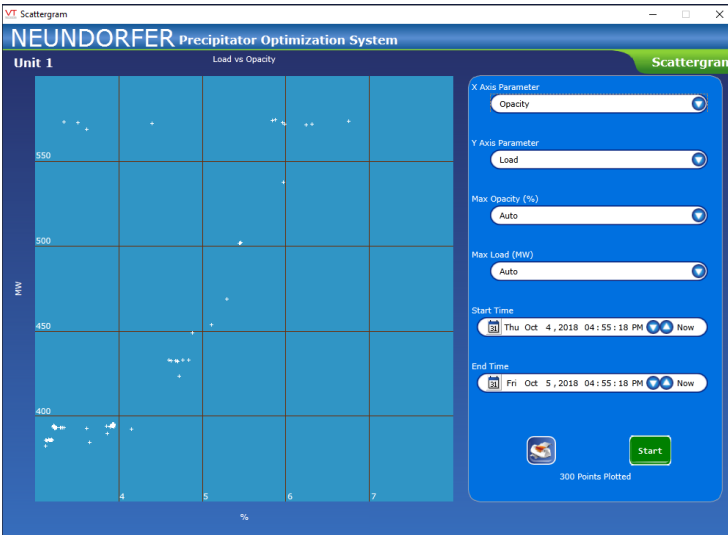 VT Scattergram
NEUNDORFER Precipitator Optimization System
Unit 1
Load vs Opacity
Scattergram
X Axis Parameter
Opacity
Y Axis Parameter
Load
Max Opacity (%)
Auto
Max Load (MW)
Auto
Start Time
31 Thu Oct 4 , 2018 04 : 55 : 18 PM Now
End Time
31 Fri Oct 5 , 2018 04 : 55 : 18 PM Now
Start
300 Points Plotted
550
500
450
400
MW
4 5 6 7
%